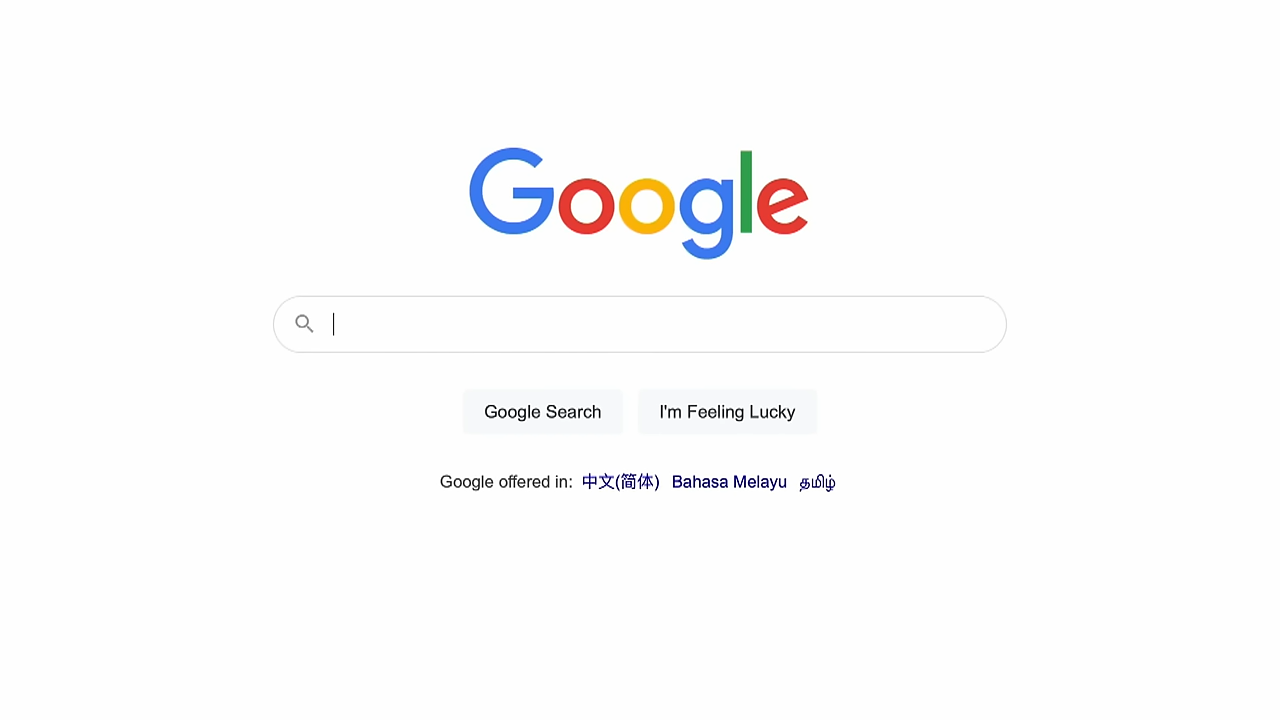 Google
Google Search I'm Feeling Lucky
Google offered in: 中文(简体) Bahasa Melayu தமிழ்